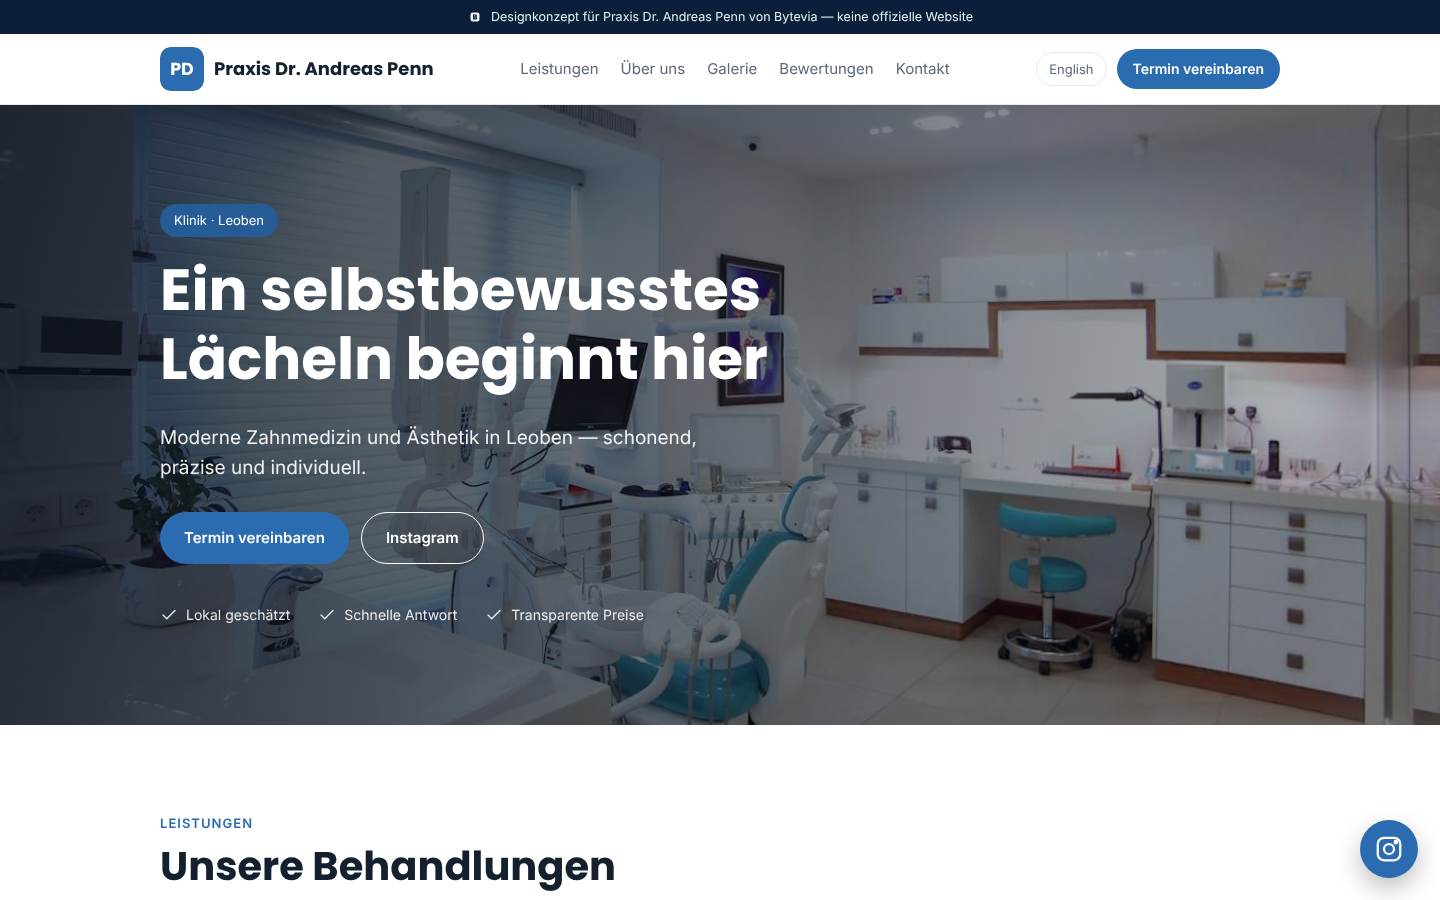 Designkonzept für Praxis Dr. Andreas Penn von Bytevia — keine offizielle Website
PD
Praxis Dr. Andreas Penn
Leistungen
Über uns
Galerie
Bewertungen
Kontakt
English
Termin vereinbaren
Klinik · Leoben
Ein selbstbewusstes
Lächeln beginnt hier
Moderne Zahnmedizin und Ästhetik in Leoben — schonend,
präzise und individuell.
Termin vereinbaren
Instagram
Lokal geschätzt
Schnelle Antwort
Transparente Preise
LEISTUNGEN
Unsere Behandlungen